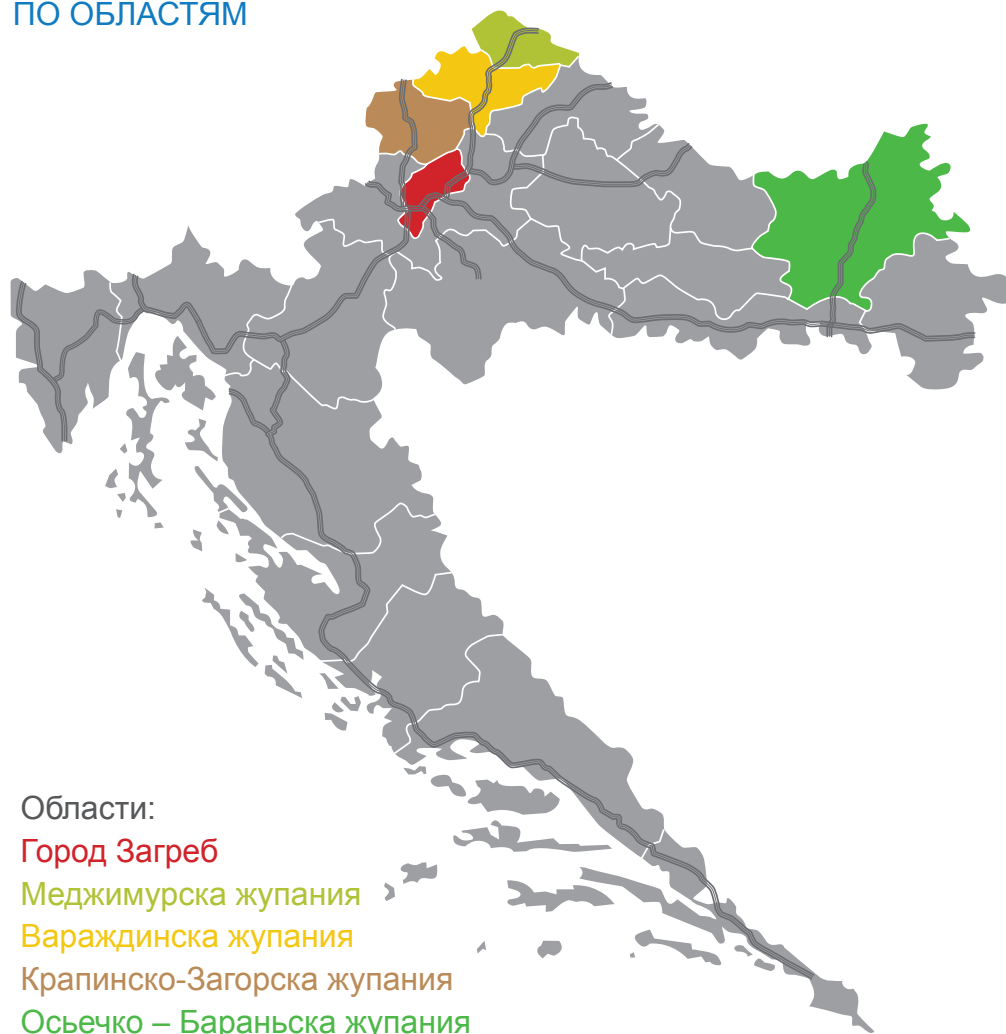 ПО ОБЛАСТЯМ
Области:
Город Загреб
Меджимурска жупания
Вараждинска жупания
Крапинско-Загорска жупания
Осьечко – Бараньска жупания